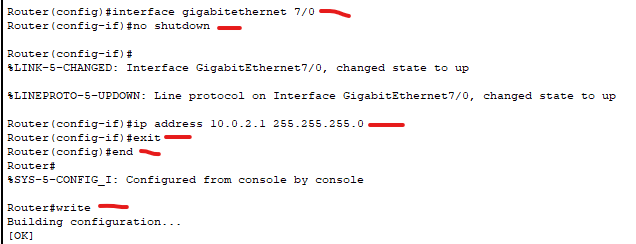 Router(config)#interface gigabitethernet 7/0
Router(config-if)#no shutdown
Router(config-if)#
%LINK-5-CHANGED: Interface GigabitEthernet7/0, changed state to up
%LINEPROTO-5-UPDOWN: Line protocol on Interface GigabitEthernet7/0, changed state to up
Router(config-if)#ip address 10.0.2.1 255.255.255.0
Router(config-if)#exit
Router(config)#end
Router#
%SYS-5-CONFIG_I: Configured from console by console
Router#write
Building configuration...
[OK]